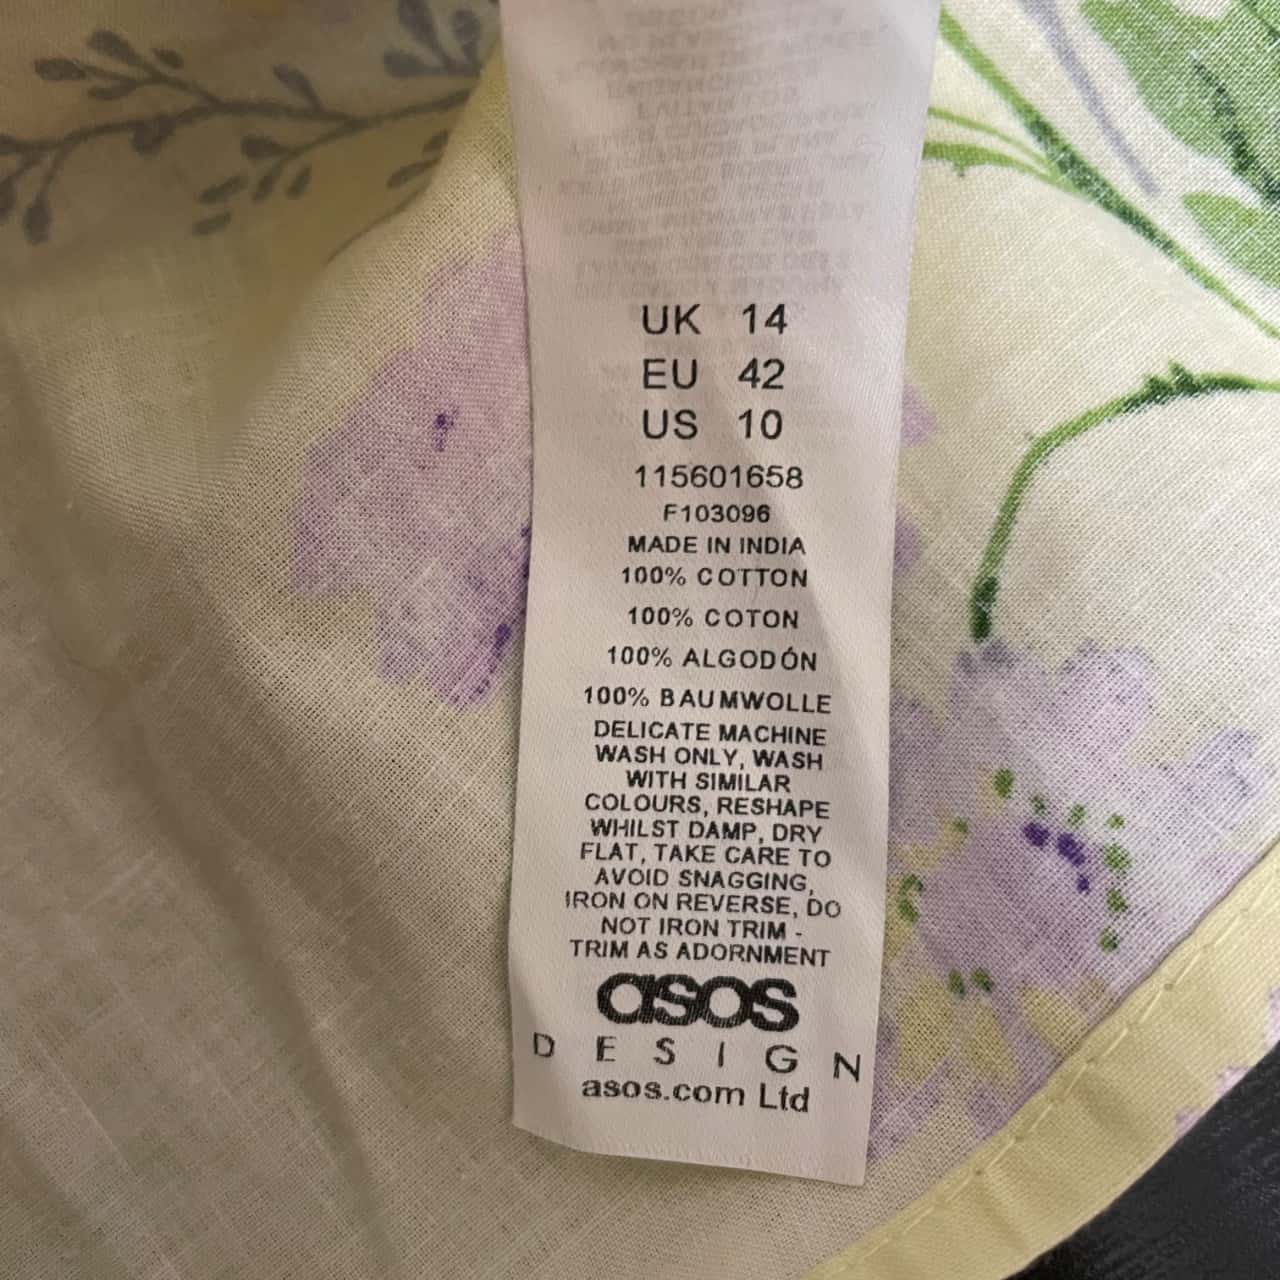 UK 14
EU 42
US 10
115601658
F103096
MADE IN INDIA
100% COTTON
100% COTON
100% ALGODÓN
100% BAUMWOLLE
DELICATE MACHINE
WASH ONLY, WASH
WITH SIMILAR
COLOURS, RESHAPE
WHILST DAMP, DRY
FLAT, TAKE CARE TO
AVOID SNAGGING,
IRON ON REVERSE, DO
NOT IRON TRIM -
TRIM AS ADORNMENT
asos
DESIGN
asos.com Ltd